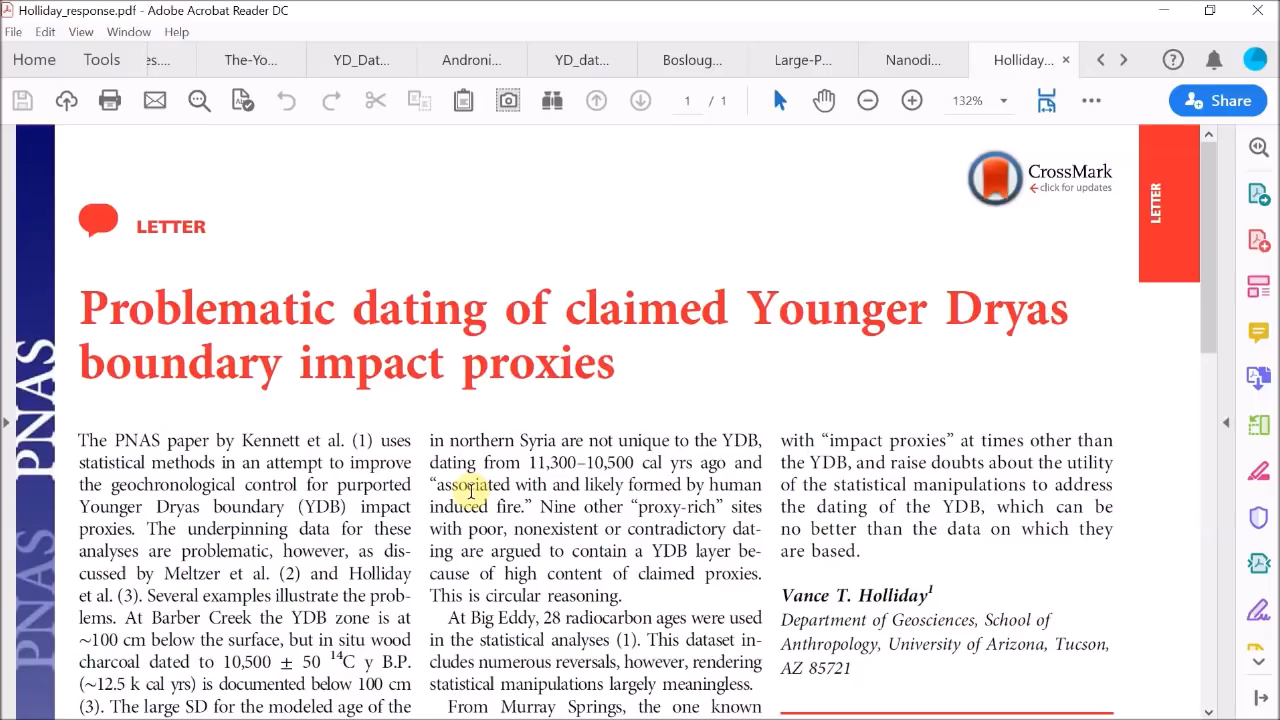 Holliday_response.pdf - Adobe Acrobat Reader DC
File Edit View Window Help
Home Tools es.... The-Yo... YD_Dat... Androni... YD_dat... Bosloug... Large-P... Nanodi... Holliday...
1 / 1 132% Share
CrossMark
click for updates
LETTER
LETTER
Problematic dating of claimed Younger Dryas
boundary impact proxies
PNAS
PNAS
The PNAS paper by Kennett et al. (1) uses
statistical methods in an attempt to improve
the geochronological control for purported
Younger Dryas boundary (YDB) impact
proxies. The underpinning data for these
analyses are problematic, however, as dis-
cussed by Meltzer et al. (2) and Holliday
et al. (3). Several examples illustrate the prob-
lems. At Barber Creek the YDB zone is at
~100 cm below the surface, but in situ wood
charcoal dated to 10,500 ± 50 14C y B.P.
(~12.5 k cal yrs) is documented below 100 cm
(3). The large SD for the modeled age of the
in northern Syria are not unique to the YDB,
dating from 11,300–10,500 cal yrs ago and
“associated with and likely formed by human
induced fire.” Nine other “proxy-rich” sites
with poor, nonexistent or contradictory dat-
ing are argued to contain a YDB layer be-
cause of high content of claimed proxies.
This is circular reasoning.
At Big Eddy, 28 radiocarbon ages were used
in the statistical analyses (1). This dataset in-
cludes numerous reversals, however, rendering
statistical manipulations largely meaningless.
From Murray Springs, the one known
with “impact proxies” at times other than
the YDB, and raise doubts about the utility
of the statistical manipulations to address
the dating of the YDB, which can be
no better than the data on which they
are based.
Vance T. Holliday1
Department of Geosciences, School of
Anthropology, University of Arizona, Tucson,
AZ 85721